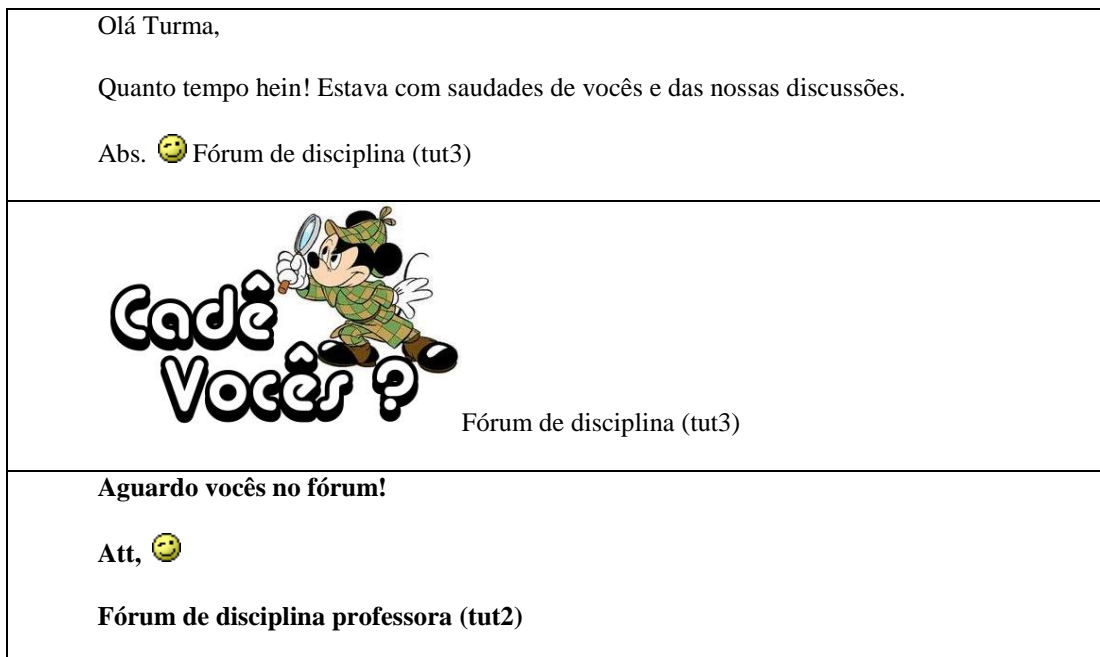 Olá Turma,
Quanto tempo hein! Estava com saudades de vocês e das nossas discussões.
Abs. Fórum de disciplina (tut3)
Cadê
Vocês ?
Fórum de disciplina (tut3)
Aguardo vocês no fórum!
Att,
Fórum de disciplina professora (tut2)